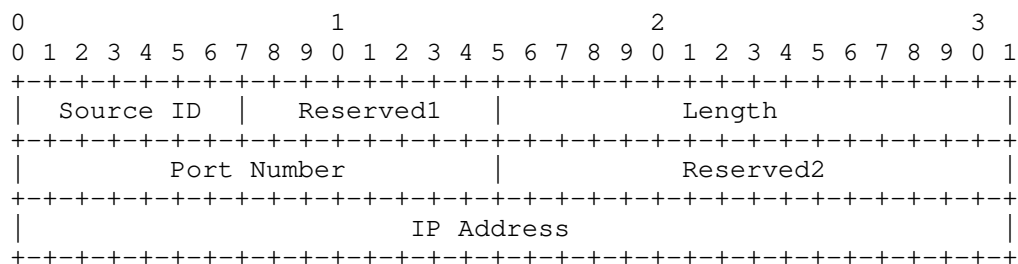 0                   1                   2                   3
0 1 2 3 4 5 6 7 8 9 0 1 2 3 4 5 6 7 8 9 0 1 2 3 4 5 6 7 8 9 0 1
+-+-+-+-+-+-+-+-+-+-+-+-+-+-+-+-+-+-+-+-+-+-+-+-+-+-+-+-+-+-+-+
|  Source ID  |   Reserved1   |           Length              |
+-+-+-+-+-+-+-+-+-+-+-+-+-+-+-+-+-+-+-+-+-+-+-+-+-+-+-+-+-+-+-+
|         Port Number         |           Reserved2           |
+-+-+-+-+-+-+-+-+-+-+-+-+-+-+-+-+-+-+-+-+-+-+-+-+-+-+-+-+-+-+-+
|                        IP Address                           |
+-+-+-+-+-+-+-+-+-+-+-+-+-+-+-+-+-+-+-+-+-+-+-+-+-+-+-+-+-+-+-+